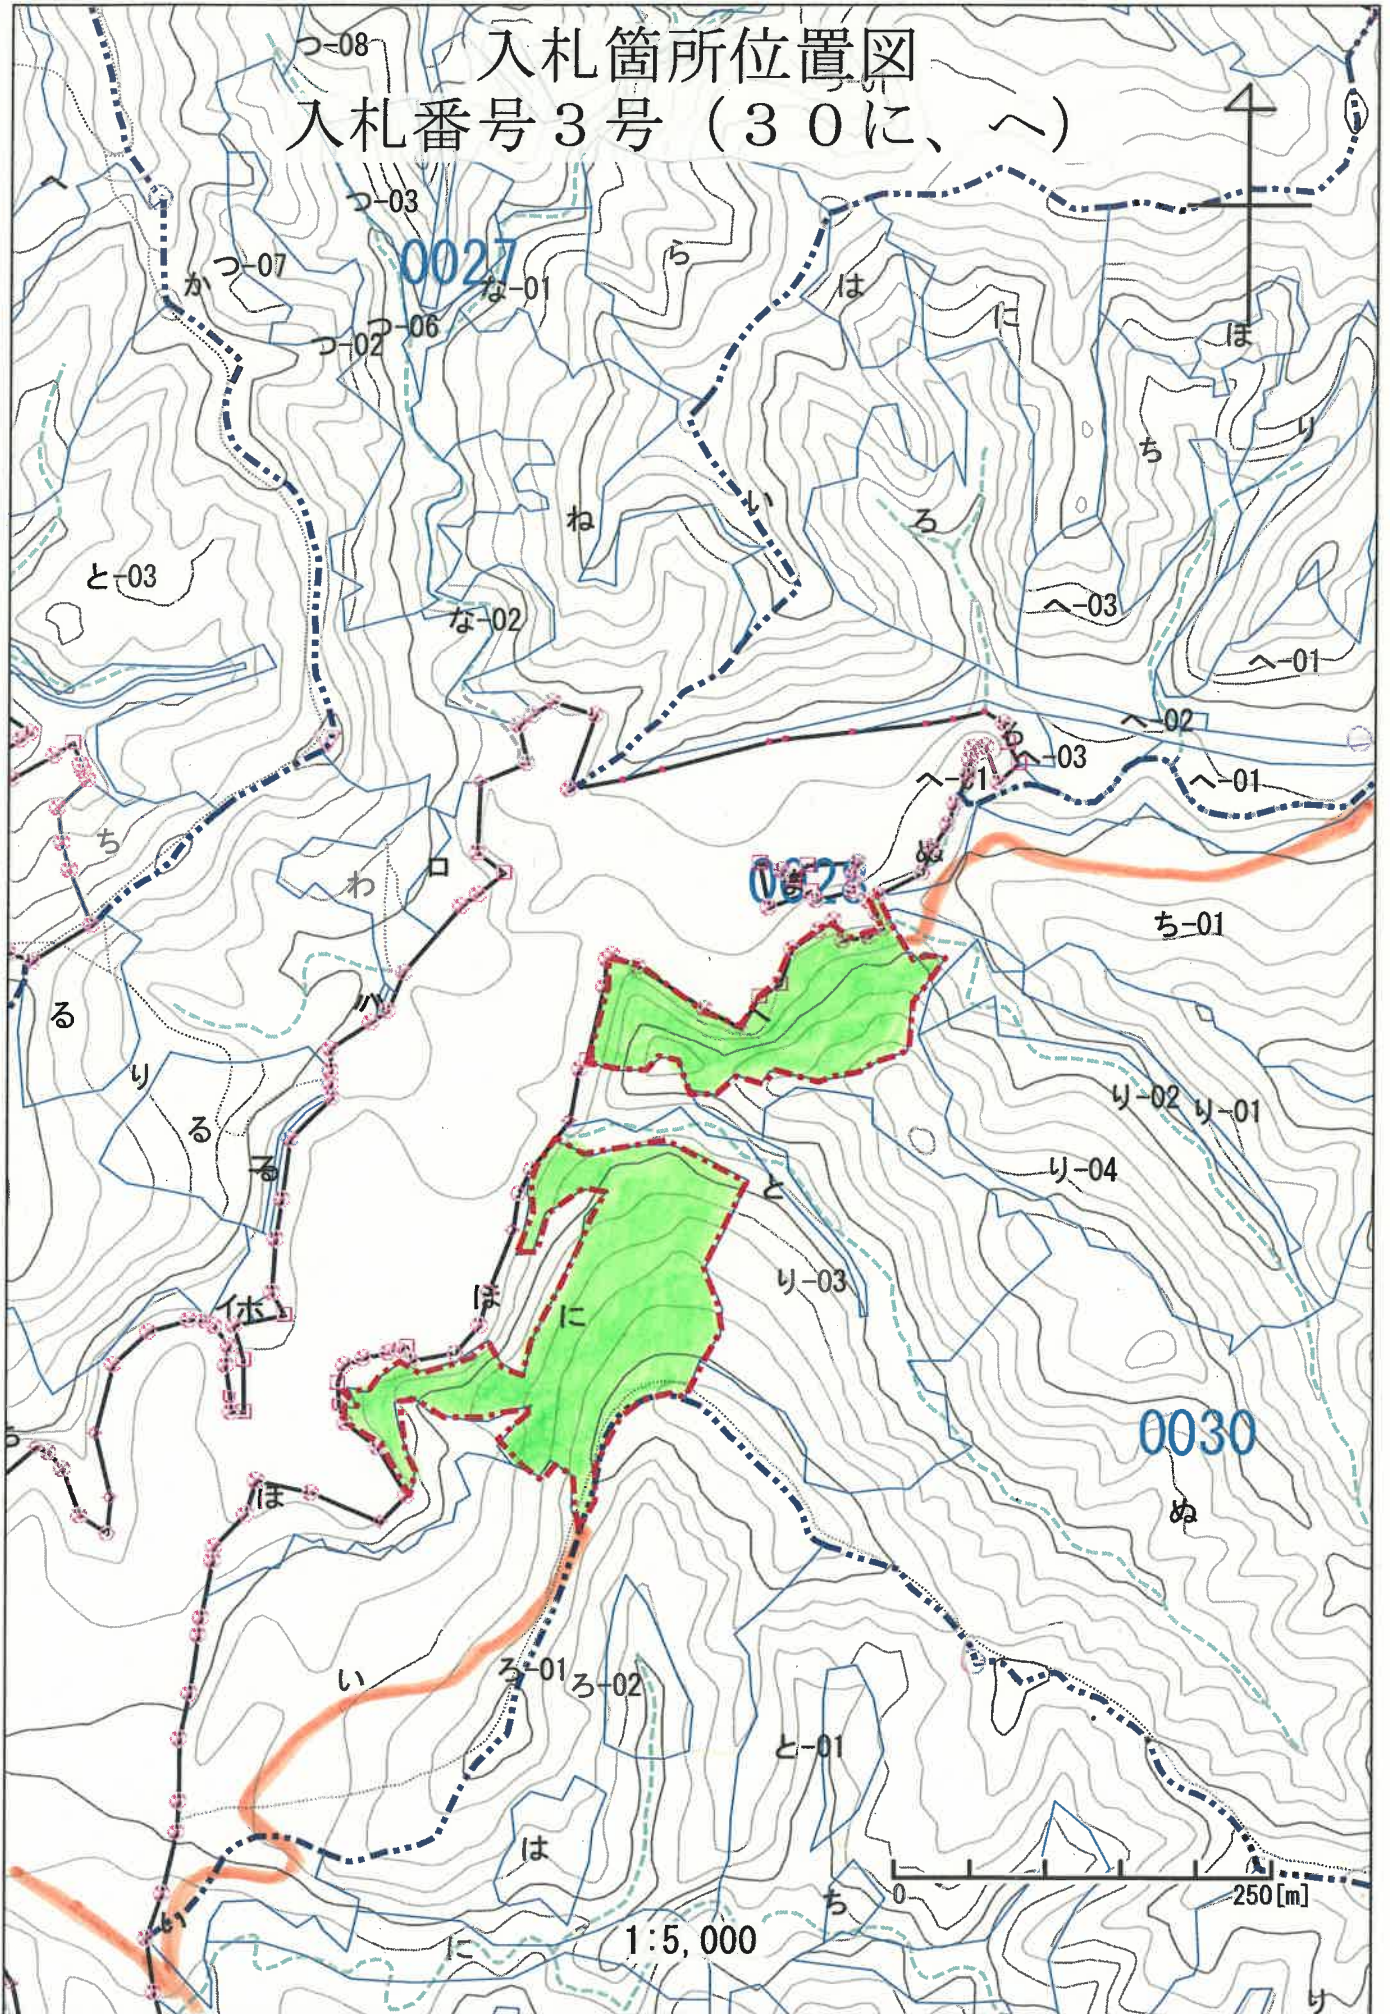 入札箇所位置図
入札番号3号（３０に、へ）
つ-08
へ
つ-03
0027
つ-07
か
な-01
つ-06
つ-02
ら
は
に
ほ
り
ち
い
ね
ろ
と-03
へ-03
な-02
へ-01
へ-02
ろ
へ-03
へ-01
ち
わ
ロ
ぬ
ち-01
る
ハ
へ
り
る
り-02
り-01
り-04
と
り-03
ほ
に
イホ
0030
ほ
ぬ
い
ろ-01
ろ-02
と-01
は
ち
0
250[m]
い
に
1:5,000
り